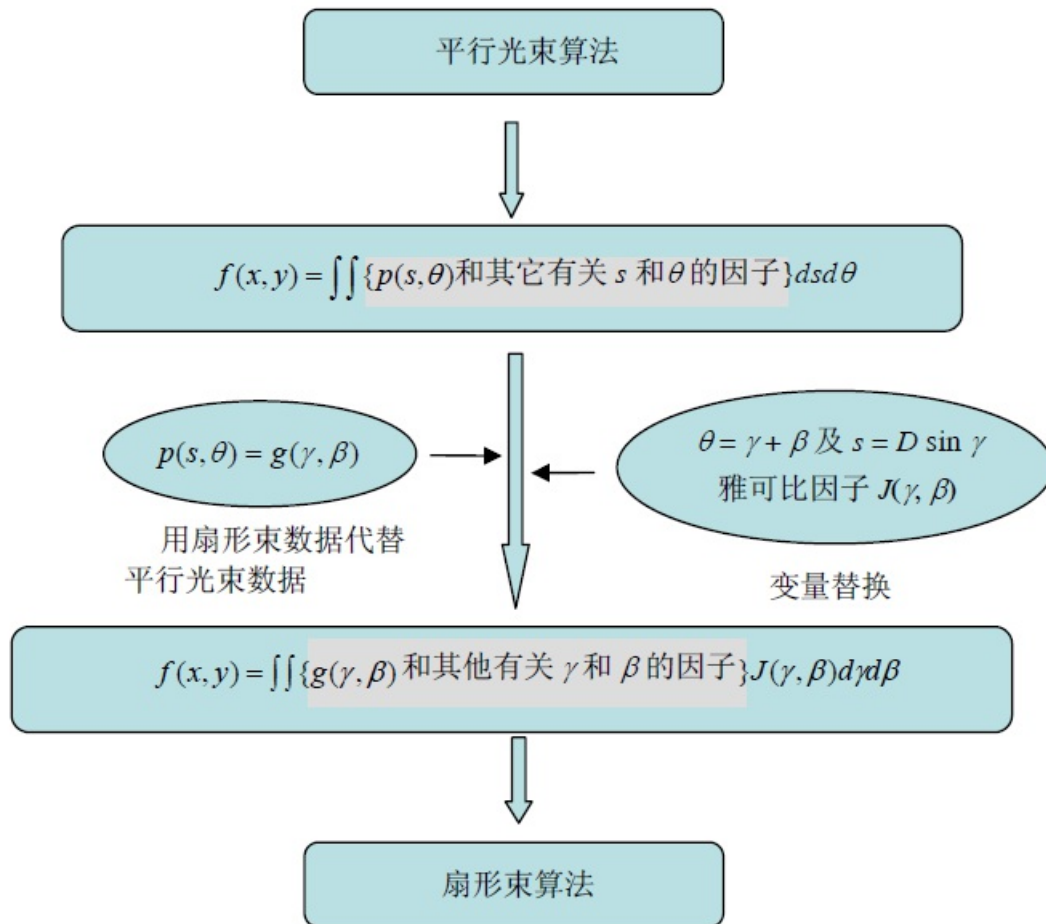 平行光束算法
f(x, y) = ∫∫{p(s, θ)和其它有关 s 和 θ 的因子}dsdθ
p(s, θ) = g(γ, β)
用扇形束数据代替
平行光束数据
θ = γ + β 及 s = D sin γ
雅可比因子 J(γ, β)
变量替换
f(x, y) = ∫∫{g(γ, β) 和其他有关 γ 和 β 的因子}J(γ, β)dγdβ
扇形束算法